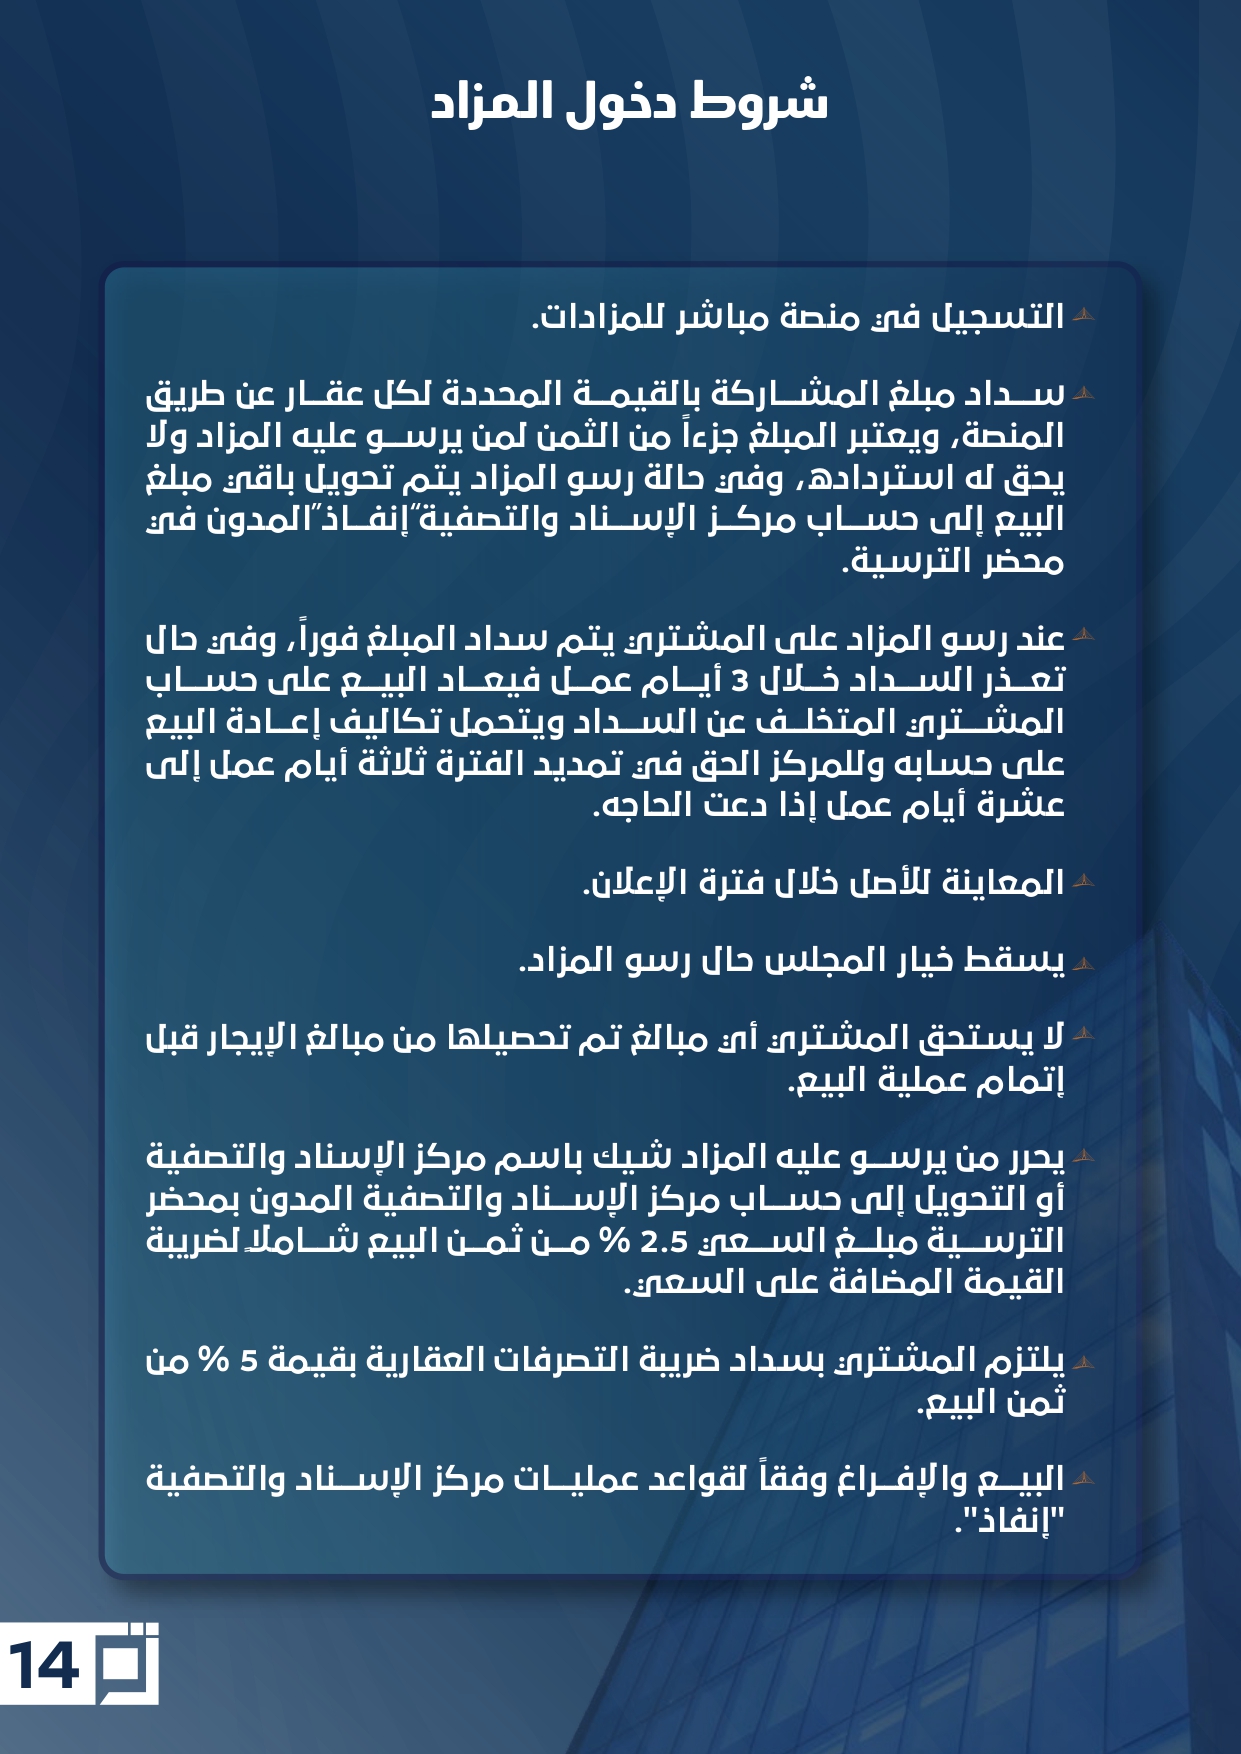 شروط دخول المزاد
التسجيل في منصة مباشر للمزادات.
سداد مبلغ المشاركة بالقيمة المحددة لكل عقار عن طريق
المنصة، ويعتبر المبلغ جزءاً من الثمن لمن يرسو عليه المزاد ولا
يحق له استرداده، وفي حالة رسو المزاد يتم تحويل باقي مبلغ
البيع إلى حساب مركز الإسناد والتصفية“إنفاذ”المدون في
محضر الترسية.
عند رسو المزاد على المشتري يتم سداد المبلغ فوراً، وفي حال
تعذر السداد خلال 3 أيام عمل فيعاد البيع على حساب
المشتري المتخلف عن السداد ويتحمل تكاليف إعادة البيع
على حسابه وللمركز الحق في تمديد الفترة ثلاثة أيام عمل إلى
عشرة أيام عمل إذا دعت الحاجه.
المعاينة للأصل خلال فترة الإعلان.
يسقط خيار المجلس حال رسو المزاد.
لا يستحق المشتري أي مبالغ تم تحصيلها من مبالغ الإيجار قبل
إتمام عملية البيع.
يحرر من يرسو عليه المزاد شيك باسم مركز الإسناد والتصفية
أو التحويل إلى حساب مركز الإسناد والتصفية المدون بمحضر
الترسية مبلغ السعي 2.5 % من ثمن البيع شاملاً لضريبة
القيمة المضافة على السعي.
يلتزم المشتري بسداد ضريبة التصرفات العقارية بقيمة 5 % من
ثمن البيع.
البيع والإفراغ وفقاً لقواعد عمليات مركز الإسناد والتصفية
"إنفاذ".
14